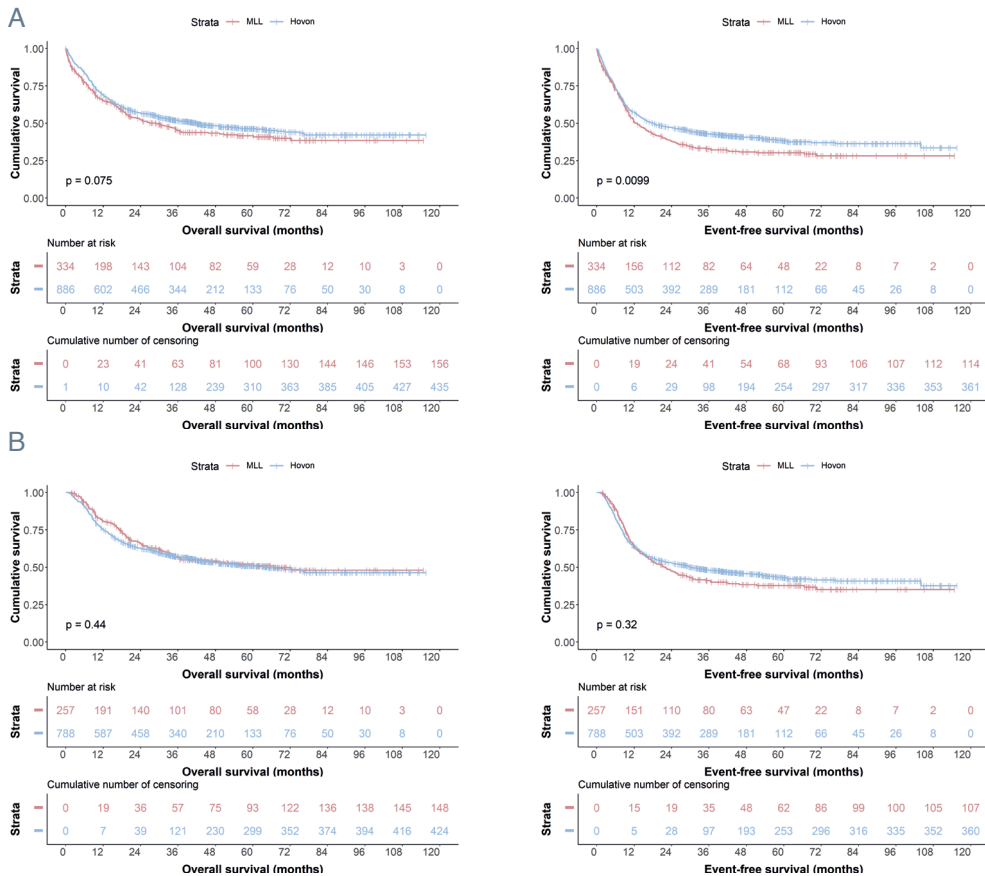 A
Strata MLL Hovon
1.00
0.75
0.50
0.25
0.00
Cumulative survival
p = 0.075
0 12 24 36 48 60 72 84 96 108 120
Overall survival (months)
Number at risk
Strata
334 198 143 104 82 59 28 12 10 3 0
886 602 466 344 212 133 76 50 30 8 0
0 12 24 36 48 60 72 84 96 108 120
Overall survival (months)
Cumulative number of censoring
Strata
0 23 41 63 81 100 130 144 146 153 156
1 10 42 128 239 310 363 385 405 427 435
0 12 24 36 48 60 72 84 96 108 120
Overall survival (months)
Strata MLL Hovon
1.00
0.75
0.50
0.25
0.00
Cumulative survival
p = 0.0099
0 12 24 36 48 60 72 84 96 108 120
Event-free survival (months)
Number at risk
Strata
334 156 112 82 64 48 22 8 7 2 0
886 503 392 289 181 112 66 45 26 8 0
0 12 24 36 48 60 72 84 96 108 120
Event-free survival (months)
Cumulative number of censoring
Strata
0 19 24 41 54 68 93 106 107 112 114
0 6 29 98 194 254 297 317 336 353 361
0 12 24 36 48 60 72 84 96 108 120
Event-free survival (months)
B
Strata MLL Hovon
1.00
0.75
0.50
0.25
0.00
Cumulative survival
p = 0.44
0 12 24 36 48 60 72 84 96 108 120
Overall survival (months)
Number at risk
Strata
257 191 140 101 80 58 28 12 10 3 0
788 587 458 340 210 133 76 50 30 8 0
0 12 24 36 48 60 72 84 96 108 120
Overall survival (months)
Cumulative number of censoring
Strata
0 19 36 57 75 93 122 136 138 145 148
0 7 39 121 230 299 352 374 394 416 424
0 12 24 36 48 60 72 84 96 108 120
Overall survival (months)
Strata MLL Hovon
1.00
0.75
0.50
0.25
0.00
Cumulative survival
p = 0.32
0 12 24 36 48 60 72 84 96 108 120
Event-free survival (months)
Number at risk
Strata
257 151 110 80 63 47 22 8 7 2 0
788 503 392 289 181 112 66 45 26 8 0
0 12 24 36 48 60 72 84 96 108 120
Event-free survival (months)
Cumulative number of censoring
Strata
0 15 19 35 48 62 86 99 100 105 107
0 5 28 97 193 253 296 316 335 352 360
0 12 24 36 48 60 72 84 96 108 120
Event-free survival (months)